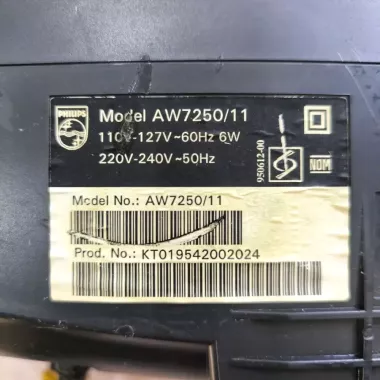 PHILIPS
Model AW7250/11
110V-127V~60Hz 6W
220V-240V~50Hz
950612-00
NOM
Model No.: AW7250/11
Prod. No.: KT019542002024